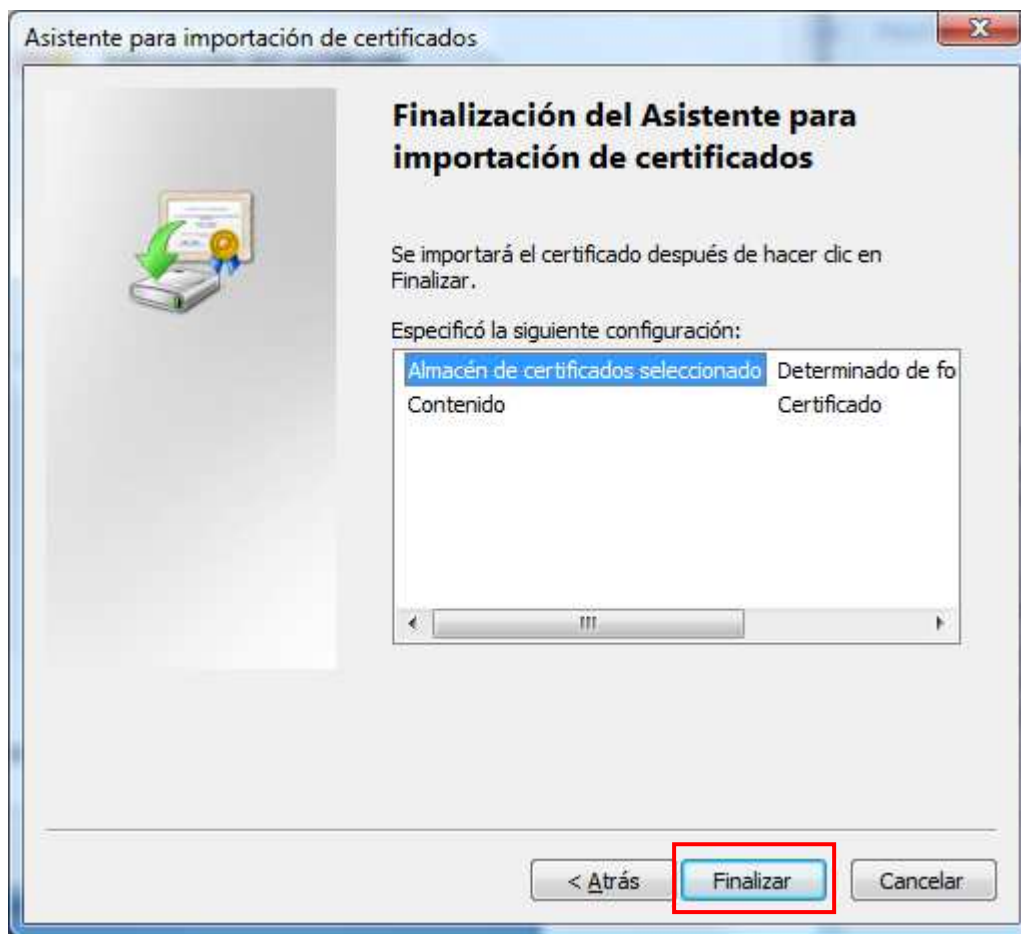 Asistente para importación de certificados
Finalización del Asistente para
importación de certificados
Se importará el certificado después de hacer clic en
Finalizar.
Especificó la siguiente configuración:
Almacén de certificados seleccionado Determinado de fo
Contenido Certificado
< Atrás Finalizar Cancelar